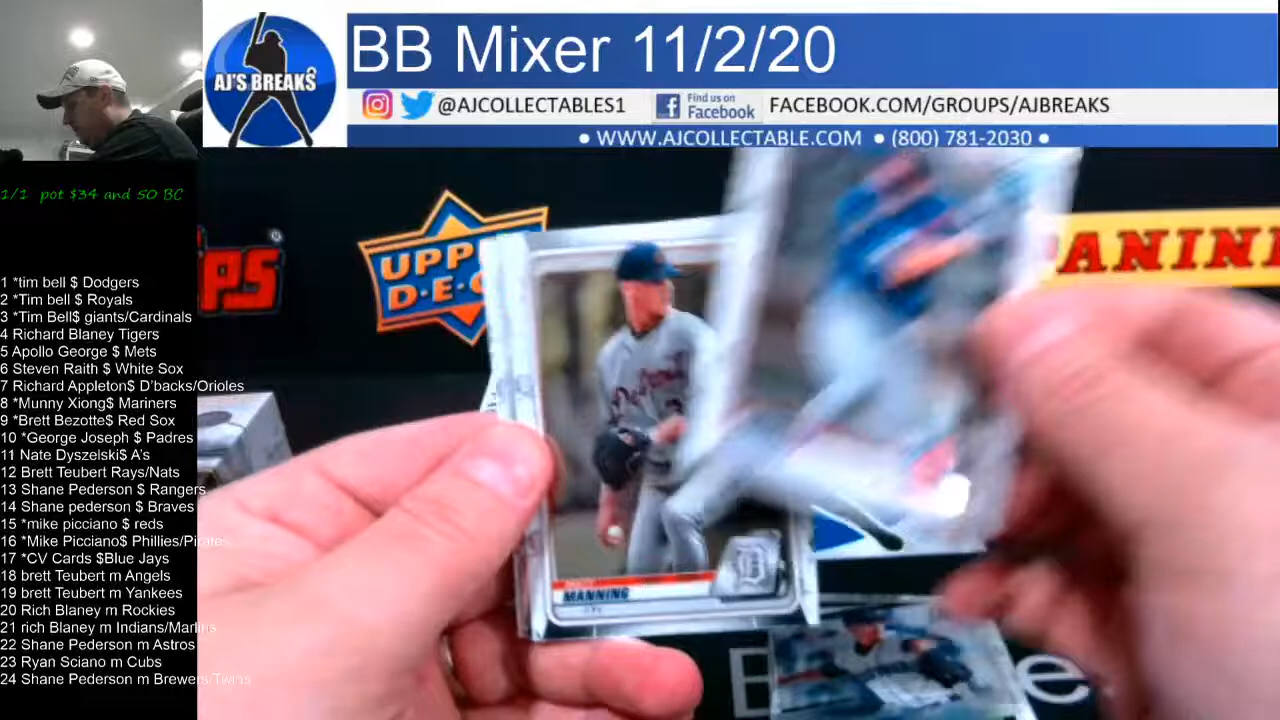 BB Mixer 11/2/20
AJ'S BREAKS
@AJCOLLECTABLES1
Find us on
Facebook
FACEBOOK.COM/GROUPS/AJBREAKS
● WWW.AJCOLLECTABLE.COM ● (800) 781-2030 ●
1/1 pot $34 and 50 BC
UPP
D·E·C
PANINI
1 *tim bell $ Dodgers
2 *Tim bell $ Royals
3 *Tim Bell$ giants/Cardinals
4 Richard Blaney Tigers
5 Apollo George $ Mets
6 Steven Raith $ White Sox
7 Richard Appleton$ D'backs/Orioles
8 *Munny Xiong$ Mariners
9 *Brett Bezotte$ Red Sox
10 *George Joseph $ Padres
11 Nate Dyszelski$ A's
12 Brett Teubert Rays/Nats
13 Shane Pederson $ Rangers
14 Shane pederson $ Braves
15 *mike picciano $ reds
16 *Mike Picciano$ Phillies/Pirates
17 *CV Cards $Blue Jays
18 brett Teubert m Angels
19 brett Teubert m Yankees
20 Rich Blaney m Rockies
21 rich Blaney m Indians/Marlins
22 Shane Pederson m Astros
23 Ryan Sciano m Cubs
24 Shane Pederson m Brewers/Twins
MANNING